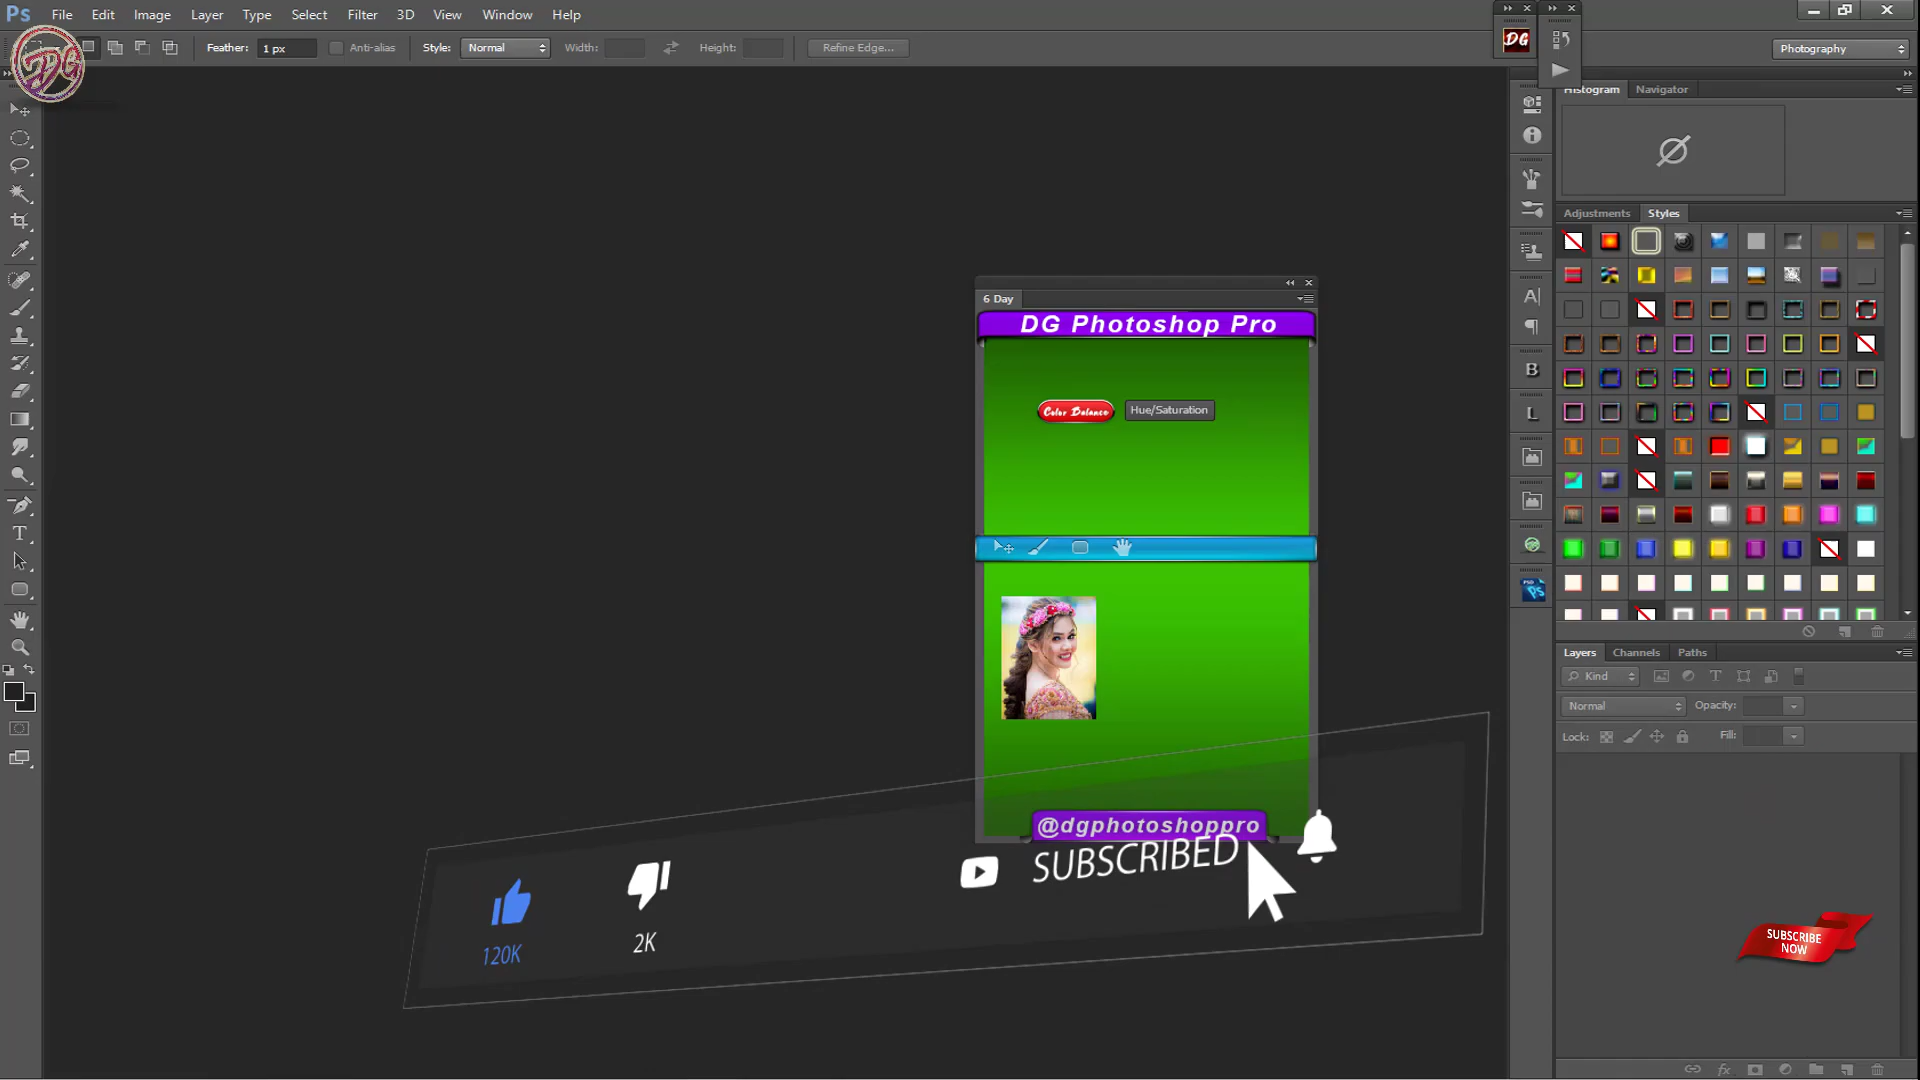 Ps File Edit Image Layer Type Select Filter 3D View Window Help
DG
Feather: 1 px Anti-alias Style: Normal Width: Height: Refine Edge...
DG
Photography
Histogram Navigator
Adjustments Styles
6 Day
DG Photoshop Pro
Color Balance Hue/Saturation
@dgphotoshoppro
SUBSCRIBED
120K
2K
Layers Channels Paths
Kind
Normal Opacity:
Lock: Fill:
SUBSCRIBE
NOW